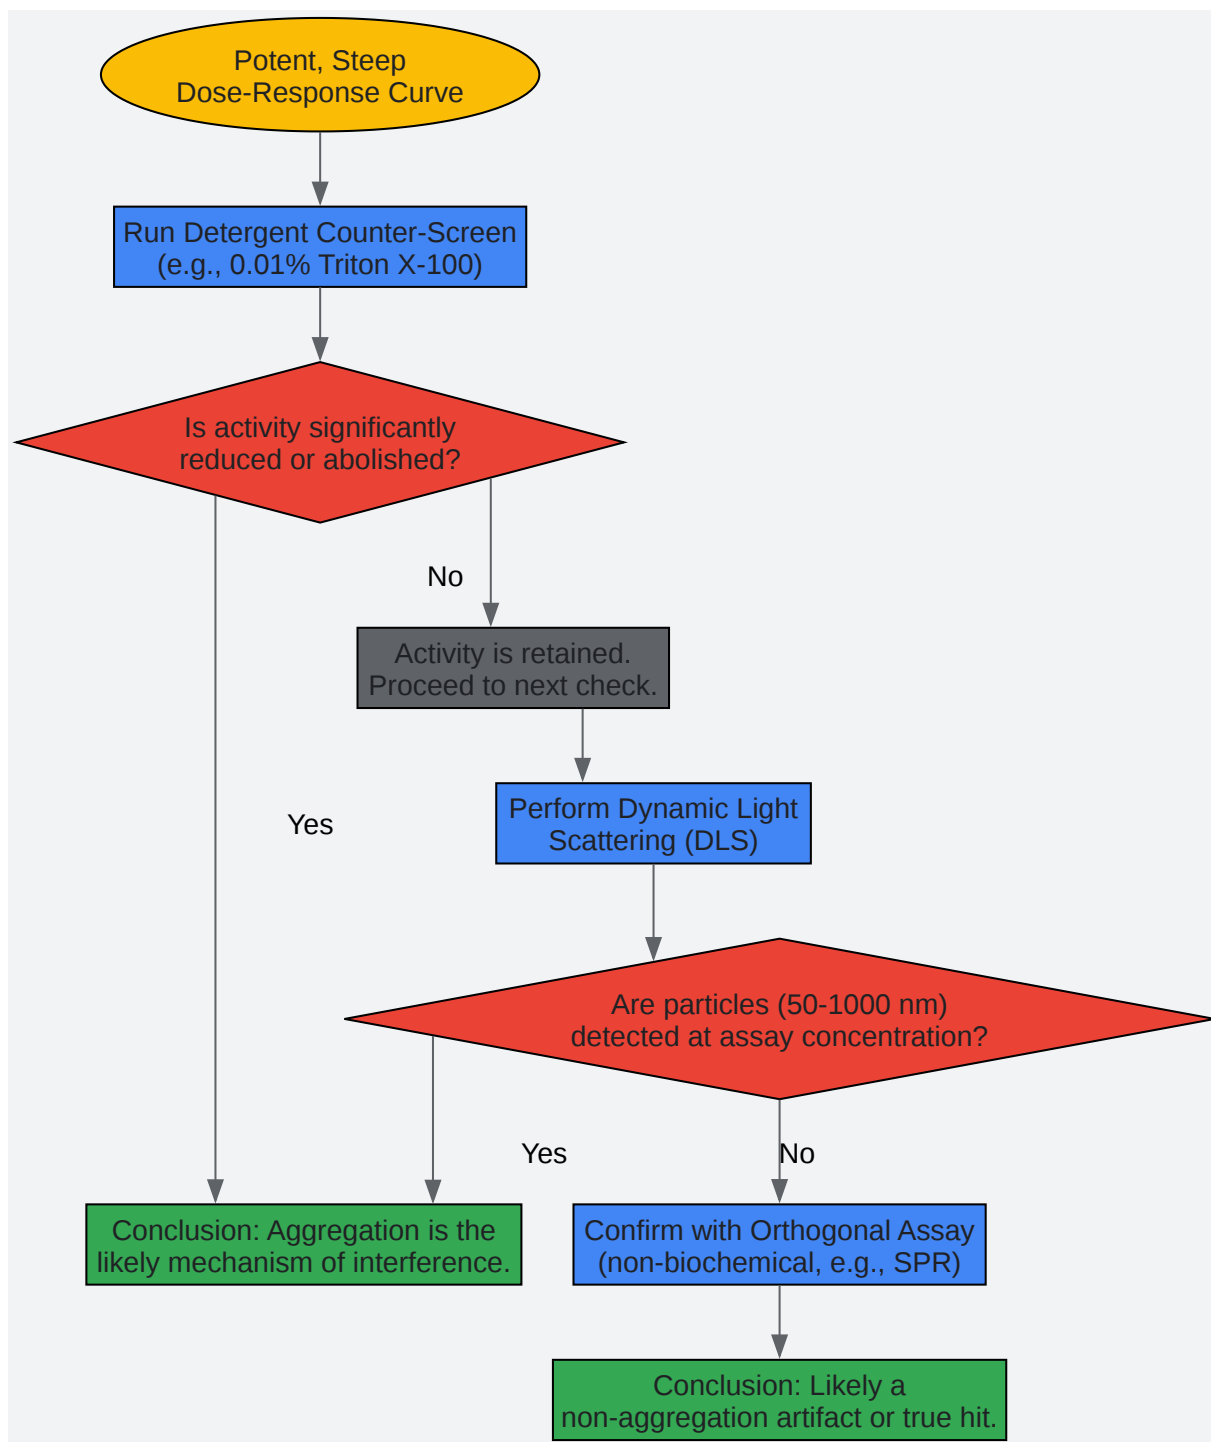 Potent, Steep
Dose-Response Curve
Run Detergent Counter-Screen
(e.g., 0.01% Triton X-100)
Is activity significantly
reduced or abolished?
No
Activity is retained.
Proceed to next check.
Yes
Perform Dynamic Light
Scattering (DLS)
Are particles (50-1000 nm)
detected at assay concentration?
Yes
No
Conclusion: Aggregation is the
likely mechanism of interference.
Confirm with Orthogonal Assay
(non-biochemical, e.g., SPR)
Conclusion: Likely a
non-aggregation artifact or true hit.